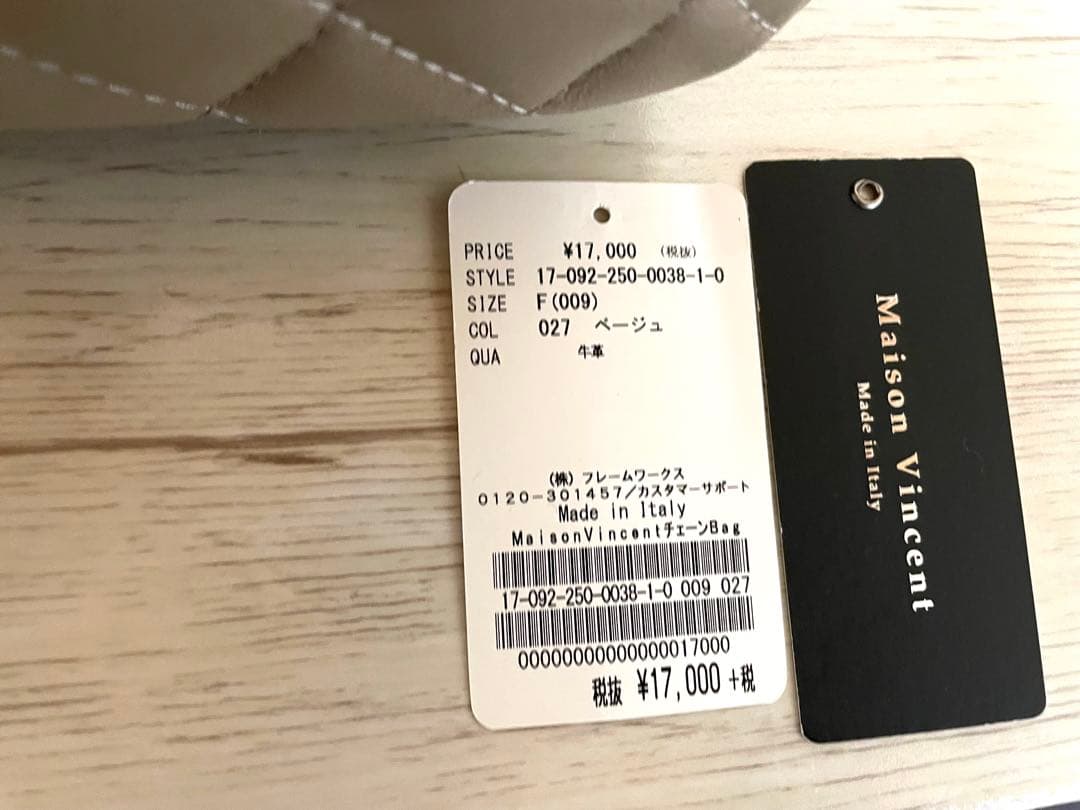 PRICE ¥17,000 (税抜)
STYLE 17-092-250-0038-1-0
SIZE F(009)
COL 027 ベージュ
QUA 牛革
(株)フレームワークス
0120-301457/カスタマーサポート
Made in Italy
MaisonVincentチェーンBag
17-092-250-0038-1-0 009 027
00000000000000017000
税抜 ¥17,000 +税
Maison Vincent
Made in Italy